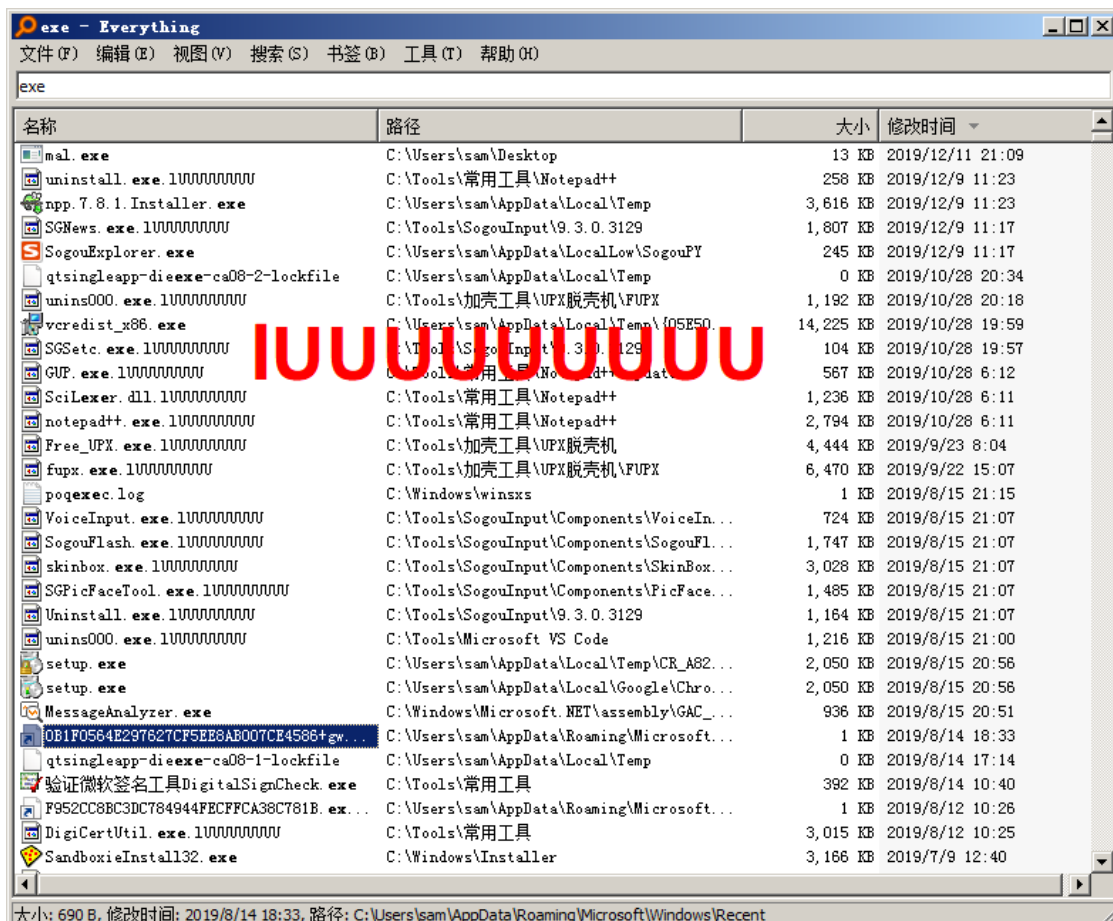 exe - Everything
文件(F) 编辑(E) 视图(V) 搜索(S) 书签(B) 工具(T) 帮助(H)
exe
名称 路径 大小 修改时间
mal.exe C:\Users\sam\Desktop 13 KB 2019/12/11 21:09
uninstall.exe.lUUUUUUUUU C:\Tools\常用工具\Notepad++ 258 KB 2019/12/9 11:23
npp.7.8.1.Installer.exe C:\Users\sam\AppData\Local\Temp 3,616 KB 2019/12/9 11:23
SGNews.exe.lUUUUUUUUU C:\Tools\SogouInput\9.3.0.3129 1,807 KB 2019/12/9 11:17
SogouExplorer.exe C:\Users\sam\AppData\LocalLow\SogouPY 245 KB 2019/12/9 11:17
qtsingleapp-dieexe-ca08-2-lockfile C:\Users\sam\AppData\Local\Temp 0 KB 2019/10/28 20:34
unins000.exe.lUUUUUUUUU C:\Tools\加壳工具\UPX脱壳机\FUPX 1,192 KB 2019/10/28 20:18
vcredist_x86.exe C:\Users\sam\AppData\Local\Temp\{05E50... 14,225 KB 2019/10/28 19:59
IUUUUUUUUU
SGSetc.exe.lUUUUUUUUU 104 KB 2019/10/28 19:57
GUP.exe.lUUUUUUUUU 567 KB 2019/10/28 6:12
SciLexer.dll.lUUUUUUUUU C:\Tools\常用工具\Notepad++ 1,236 KB 2019/10/28 6:11
notepad++.exe.lUUUUUUUUU C:\Tools\常用工具\Notepad++ 2,794 KB 2019/10/28 6:11
Free_UPX.exe.lUUUUUUUUU C:\Tools\加壳工具\UPX脱壳机 4,444 KB 2019/9/23 8:04
fupx.exe.lUUUUUUUUU C:\Tools\加壳工具\UPX脱壳机\FUPX 6,470 KB 2019/9/22 15:07
poqexec.log C:\Windows\winsxs 1 KB 2019/8/15 21:15
VoiceInput.exe.lUUUUUUUUU C:\Tools\SogouInput\Components\VoiceIn... 724 KB 2019/8/15 21:07
SogouFlash.exe.lUUUUUUUUU C:\Tools\SogouInput\Components\SogouFl... 1,747 KB 2019/8/15 21:07
skinbox.exe.lUUUUUUUUU C:\Tools\SogouInput\Components\SkinBox... 3,028 KB 2019/8/15 21:07
SGPicFaceTool.exe.lUUUUUUUUU C:\Tools\SogouInput\Components\PicFace... 1,485 KB 2019/8/15 21:07
Uninstall.exe.lUUUUUUUUU C:\Tools\SogouInput\9.3.0.3129 1,164 KB 2019/8/15 21:07
unins000.exe.lUUUUUUUUU C:\Tools\Microsoft VS Code 1,216 KB 2019/8/15 21:00
setup.exe C:\Users\sam\AppData\Local\Temp\CR_A82... 2,050 KB 2019/8/15 20:56
setup.exe C:\Users\sam\AppData\Local\Google\Chro... 2,050 KB 2019/8/15 20:56
MessageAnalyzer.exe C:\Windows\Microsoft.NET\assembly\GAC_... 936 KB 2019/8/15 20:51
0B1F0564E297627CF5EE8AB007CE4586+gw... C:\Users\sam\AppData\Roaming\Microsoft... 1 KB 2019/8/14 18:33
qtsingleapp-dieexe-ca08-1-lockfile C:\Users\sam\AppData\Local\Temp 0 KB 2019/8/14 17:14
验证微软签名工具DigitalSignCheck.exe C:\Tools\常用工具 392 KB 2019/8/14 10:40
F952CC8BC3DC784944FECFFCA38C781B.ex... C:\Users\sam\AppData\Roaming\Microsoft... 1 KB 2019/8/12 10:26
DigiCertUtil.exe.lUUUUUUUUU C:\Tools\常用工具 3,015 KB 2019/8/12 10:25
SandboxieInstall32.exe C:\Windows\Installer 3,166 KB 2019/7/9 12:40
大小: 690 B, 修改时间: 2019/8/14 18:33, 路径: C:\Users\sam\AppData\Roaming\Microsoft\Windows\Recent